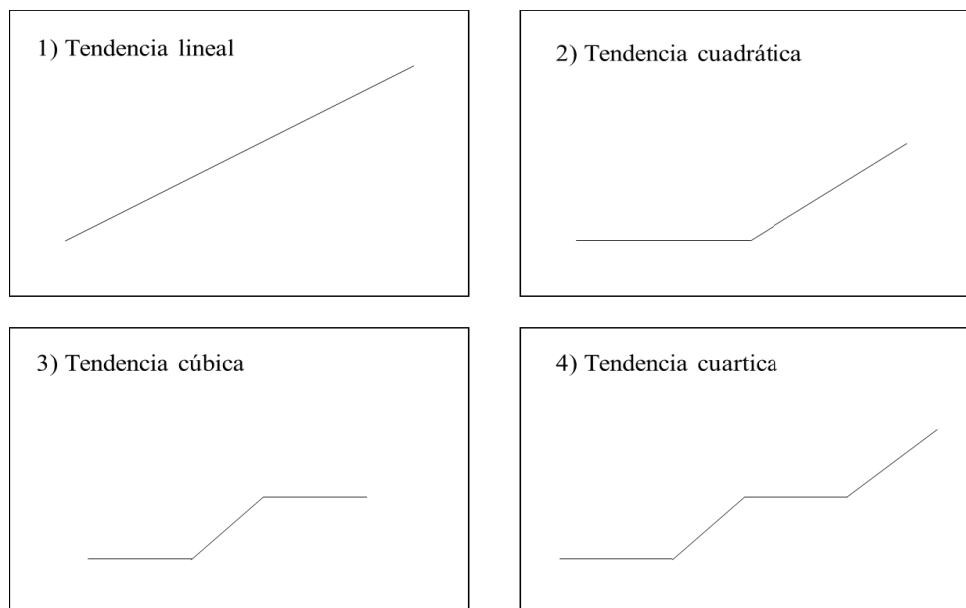 1) Tendencia lineal
2) Tendencia cuadrática
3) Tendencia cúbica
4) Tendencia cuartica